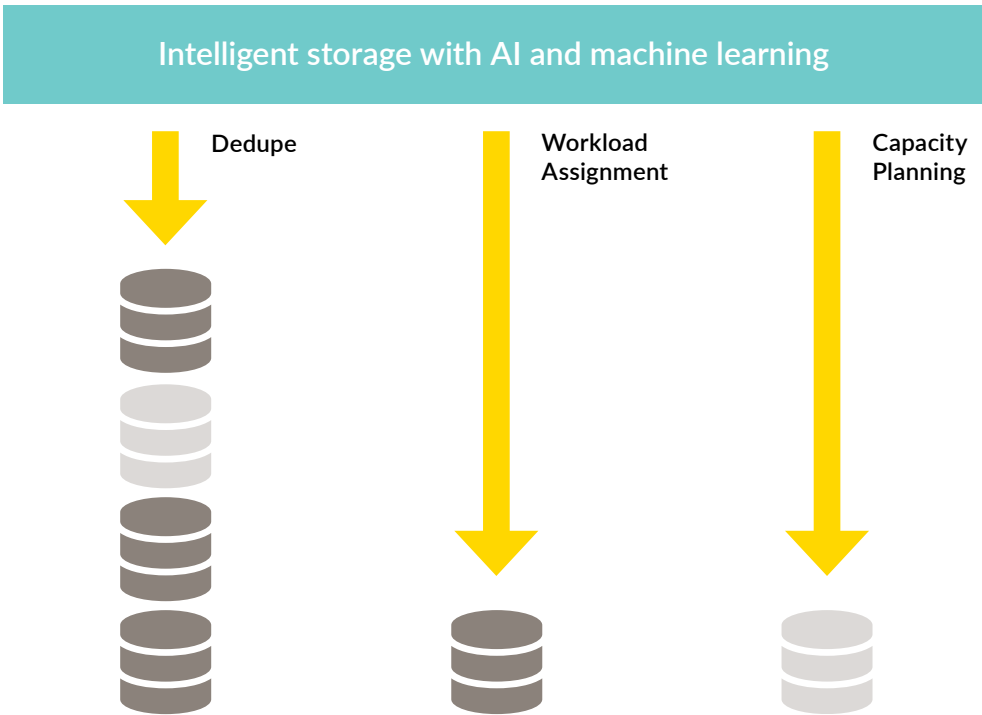 Intelligent storage with AI and machine learning
Dedupe
Workload
Assignment
Capacity
Planning